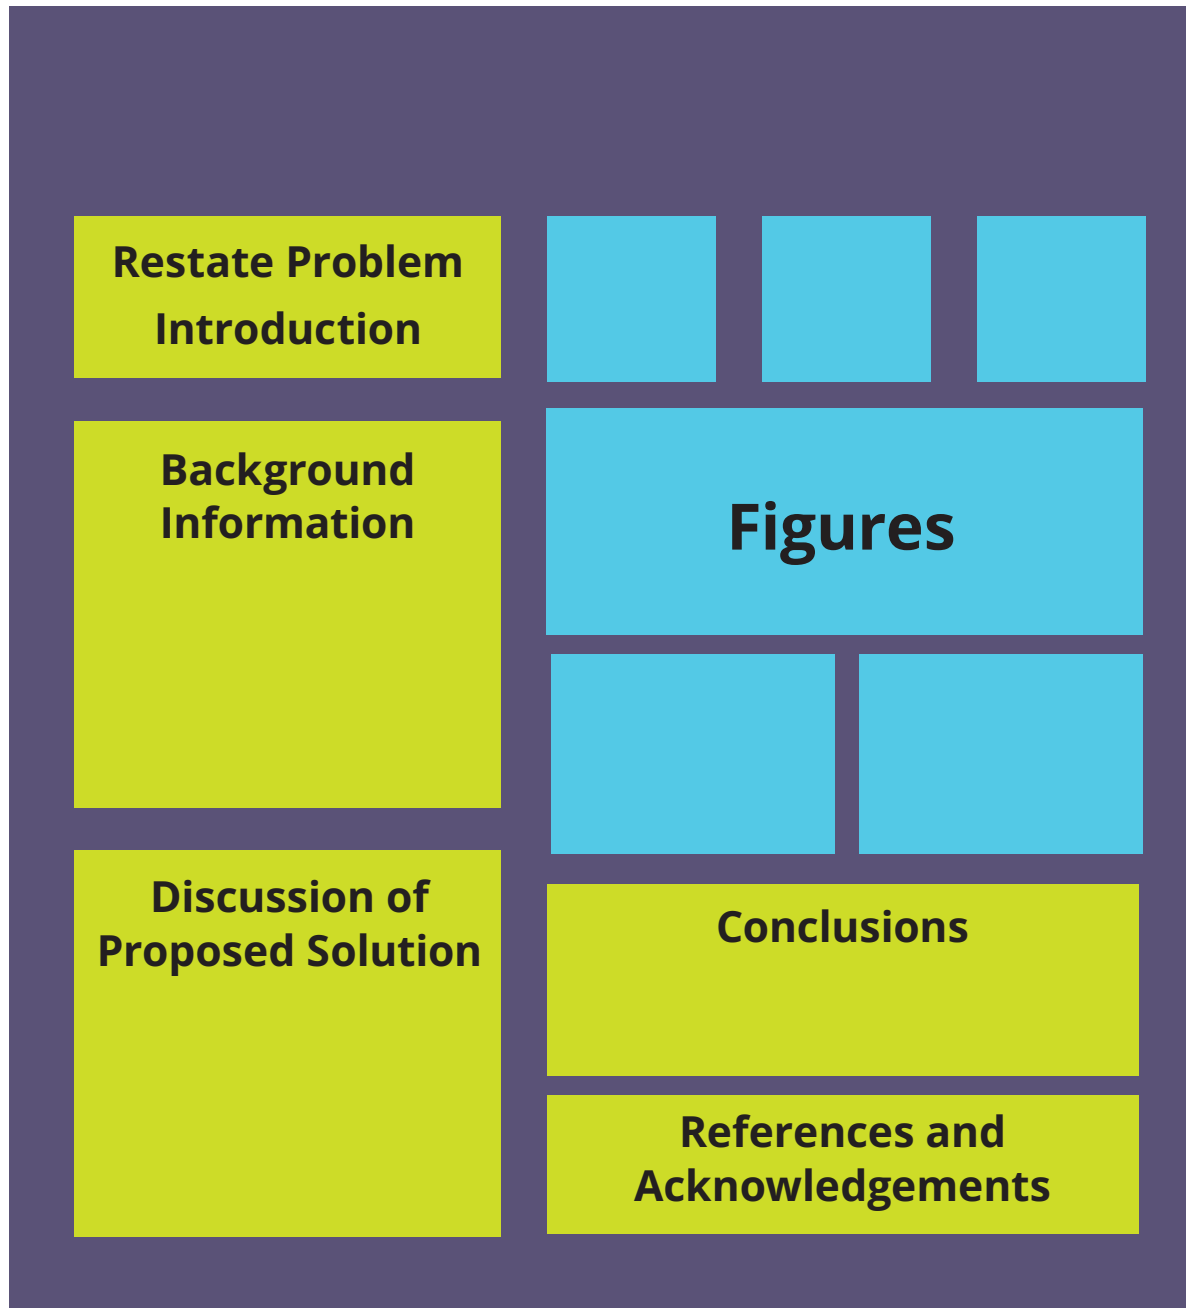 Restate Problem
Introduction
Background
Information
Discussion of
Proposed Solution
Figures
Conclusions
References and
Acknowledgements